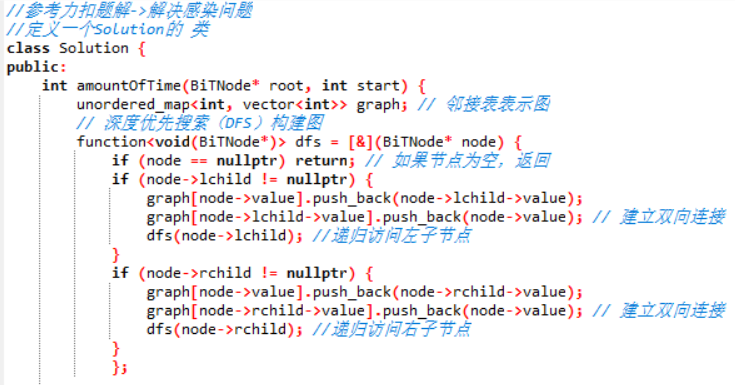 //参考力扣题解->解决感染问题
//定义一个Solution的 类
class Solution {
public:
    int amountOfTime(BiTNode* root, int start) {
        unordered_map<int, vector<int>> graph; // 邻接表表示图
        // 深度优先搜索（DFS）构建图
        function<void(BiTNode*)> dfs = [&](BiTNode* node) {
            if (node == nullptr) return; // 如果节点为空，返回
            if (node->lchild != nullptr) {
                graph[node->value].push_back(node->lchild->value);
                graph[node->lchild->value].push_back(node->value); // 建立双向连接
                dfs(node->lchild); //递归访问左子节点
            }
            if (node->rchild != nullptr) {
                graph[node->value].push_back(node->rchild->value);
                graph[node->rchild->value].push_back(node->value); // 建立双向连接
                dfs(node->rchild); //递归访问右子节点
            }
            };